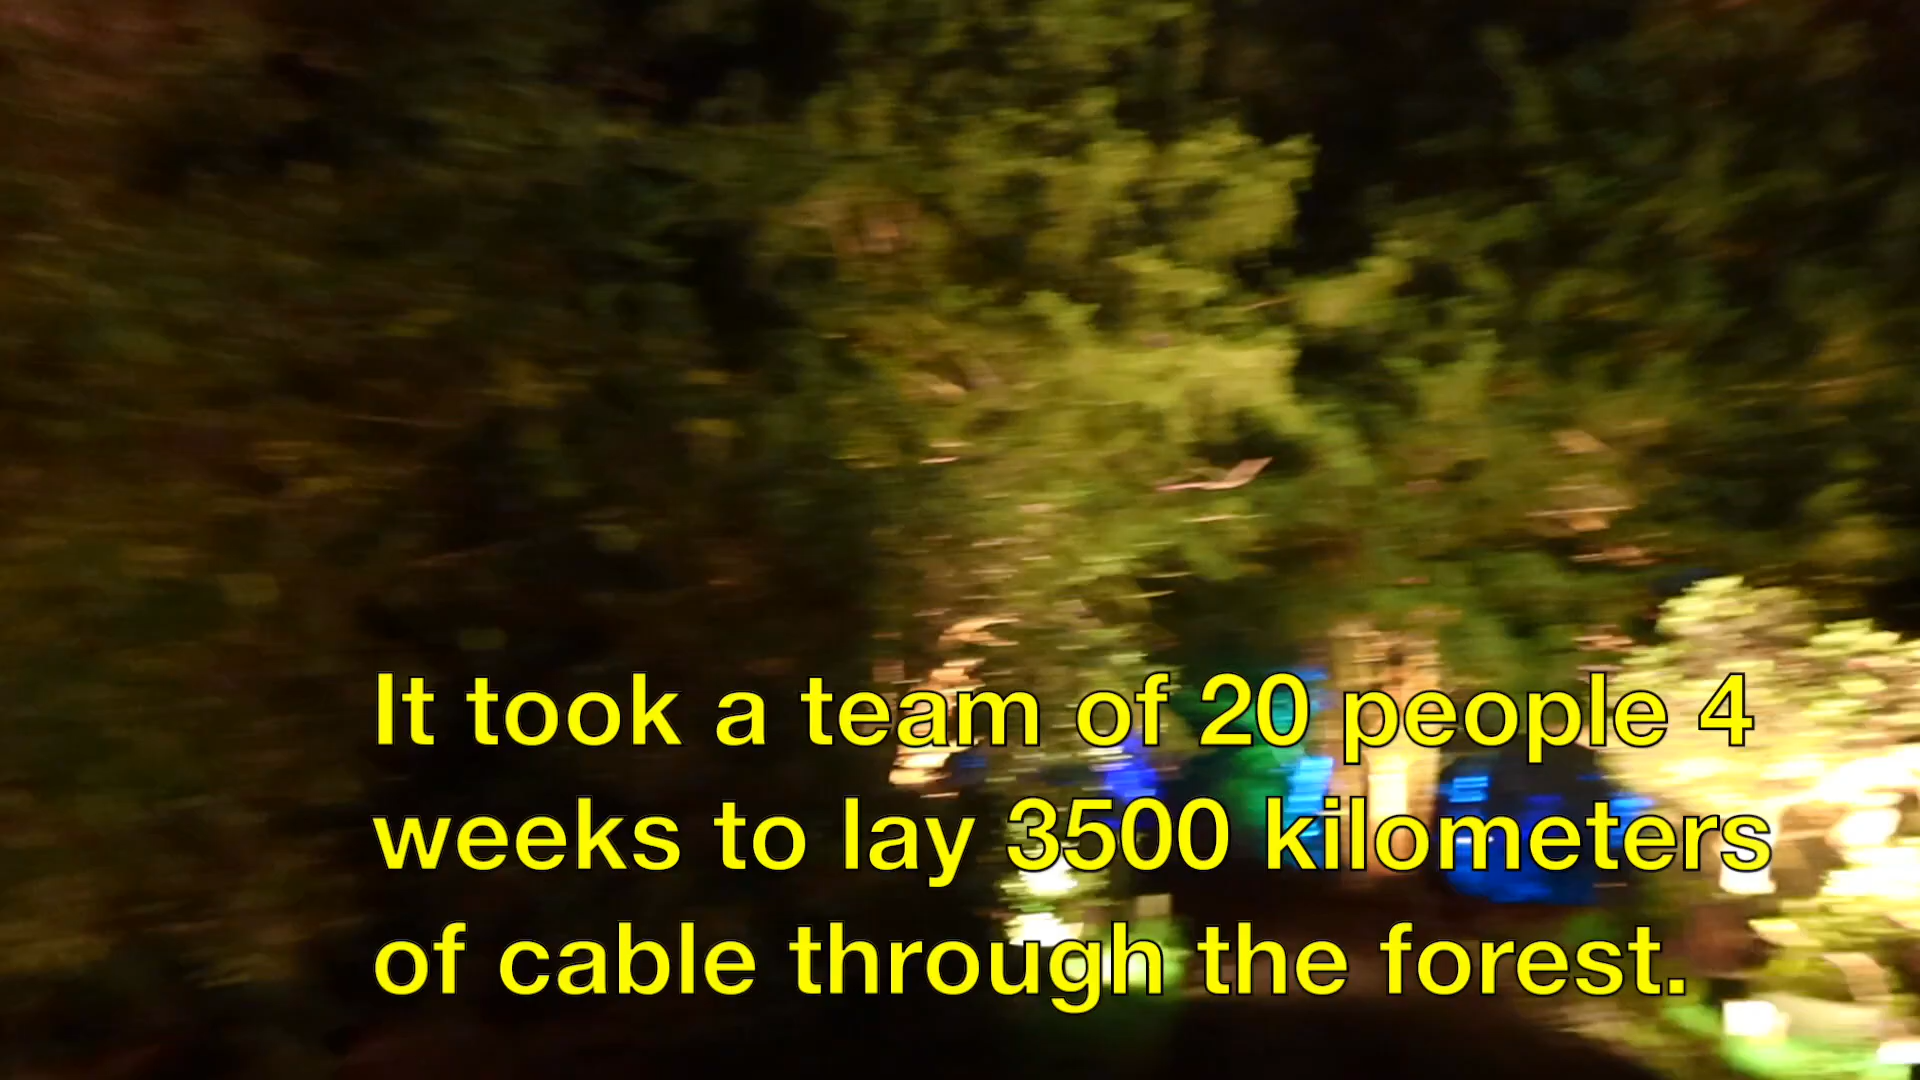 It took a team of 20 people 4
weeks to lay 3500 kilometers
of cable through the forest.